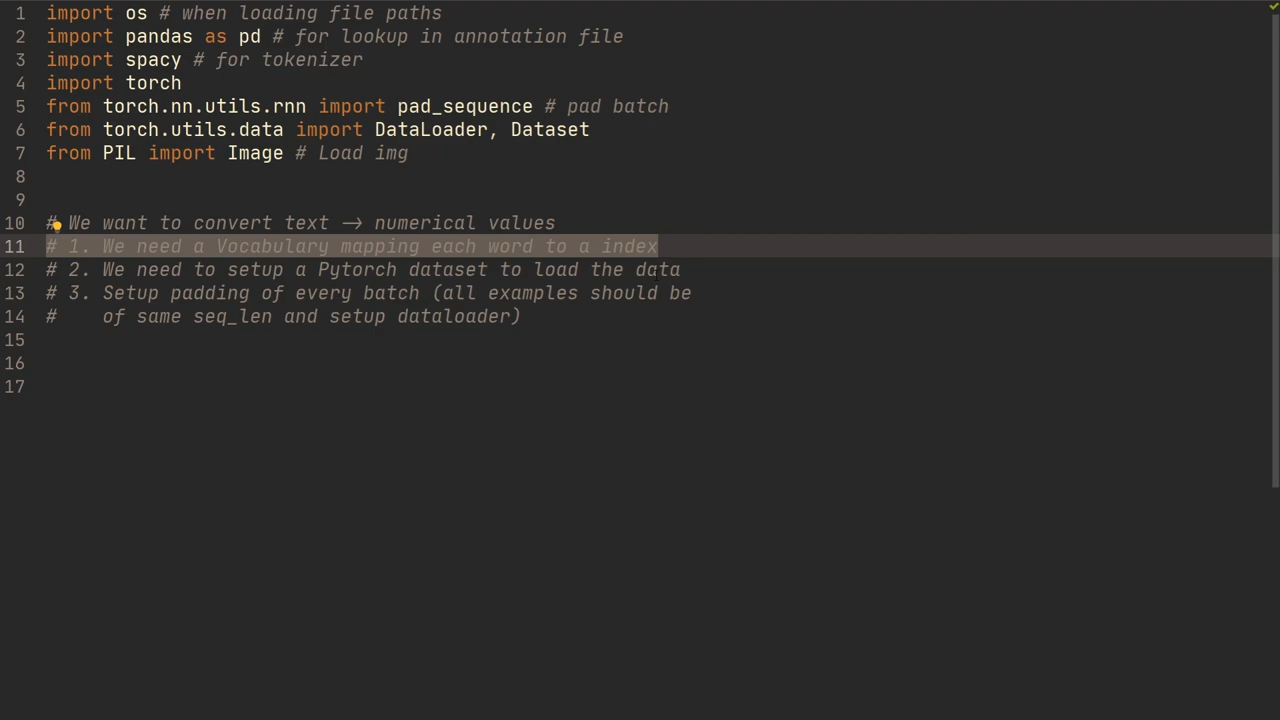 1 import os # when loading file paths
2 import pandas as pd # for lookup in annotation file
3 import spacy # for tokenizer
4 import torch
5 from torch.nn.utils.rnn import pad_sequence # pad batch
6 from torch.utils.data import DataLoader, Dataset
7 from PIL import Image # Load img
8
9
10 # We want to convert text -> numerical values
11 # 1. We need a Vocabulary mapping each word to a index
12 # 2. We need to setup a Pytorch dataset to load the data
13 # 3. Setup padding of every batch (all examples should be
14 #    of same seq_len and setup dataloader)
15
16
17